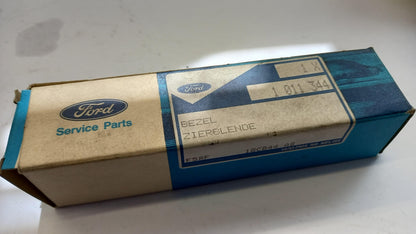 Ford
Service Parts
Ford
1 X
1 011 344
BEZEL
ZIERBLENDE